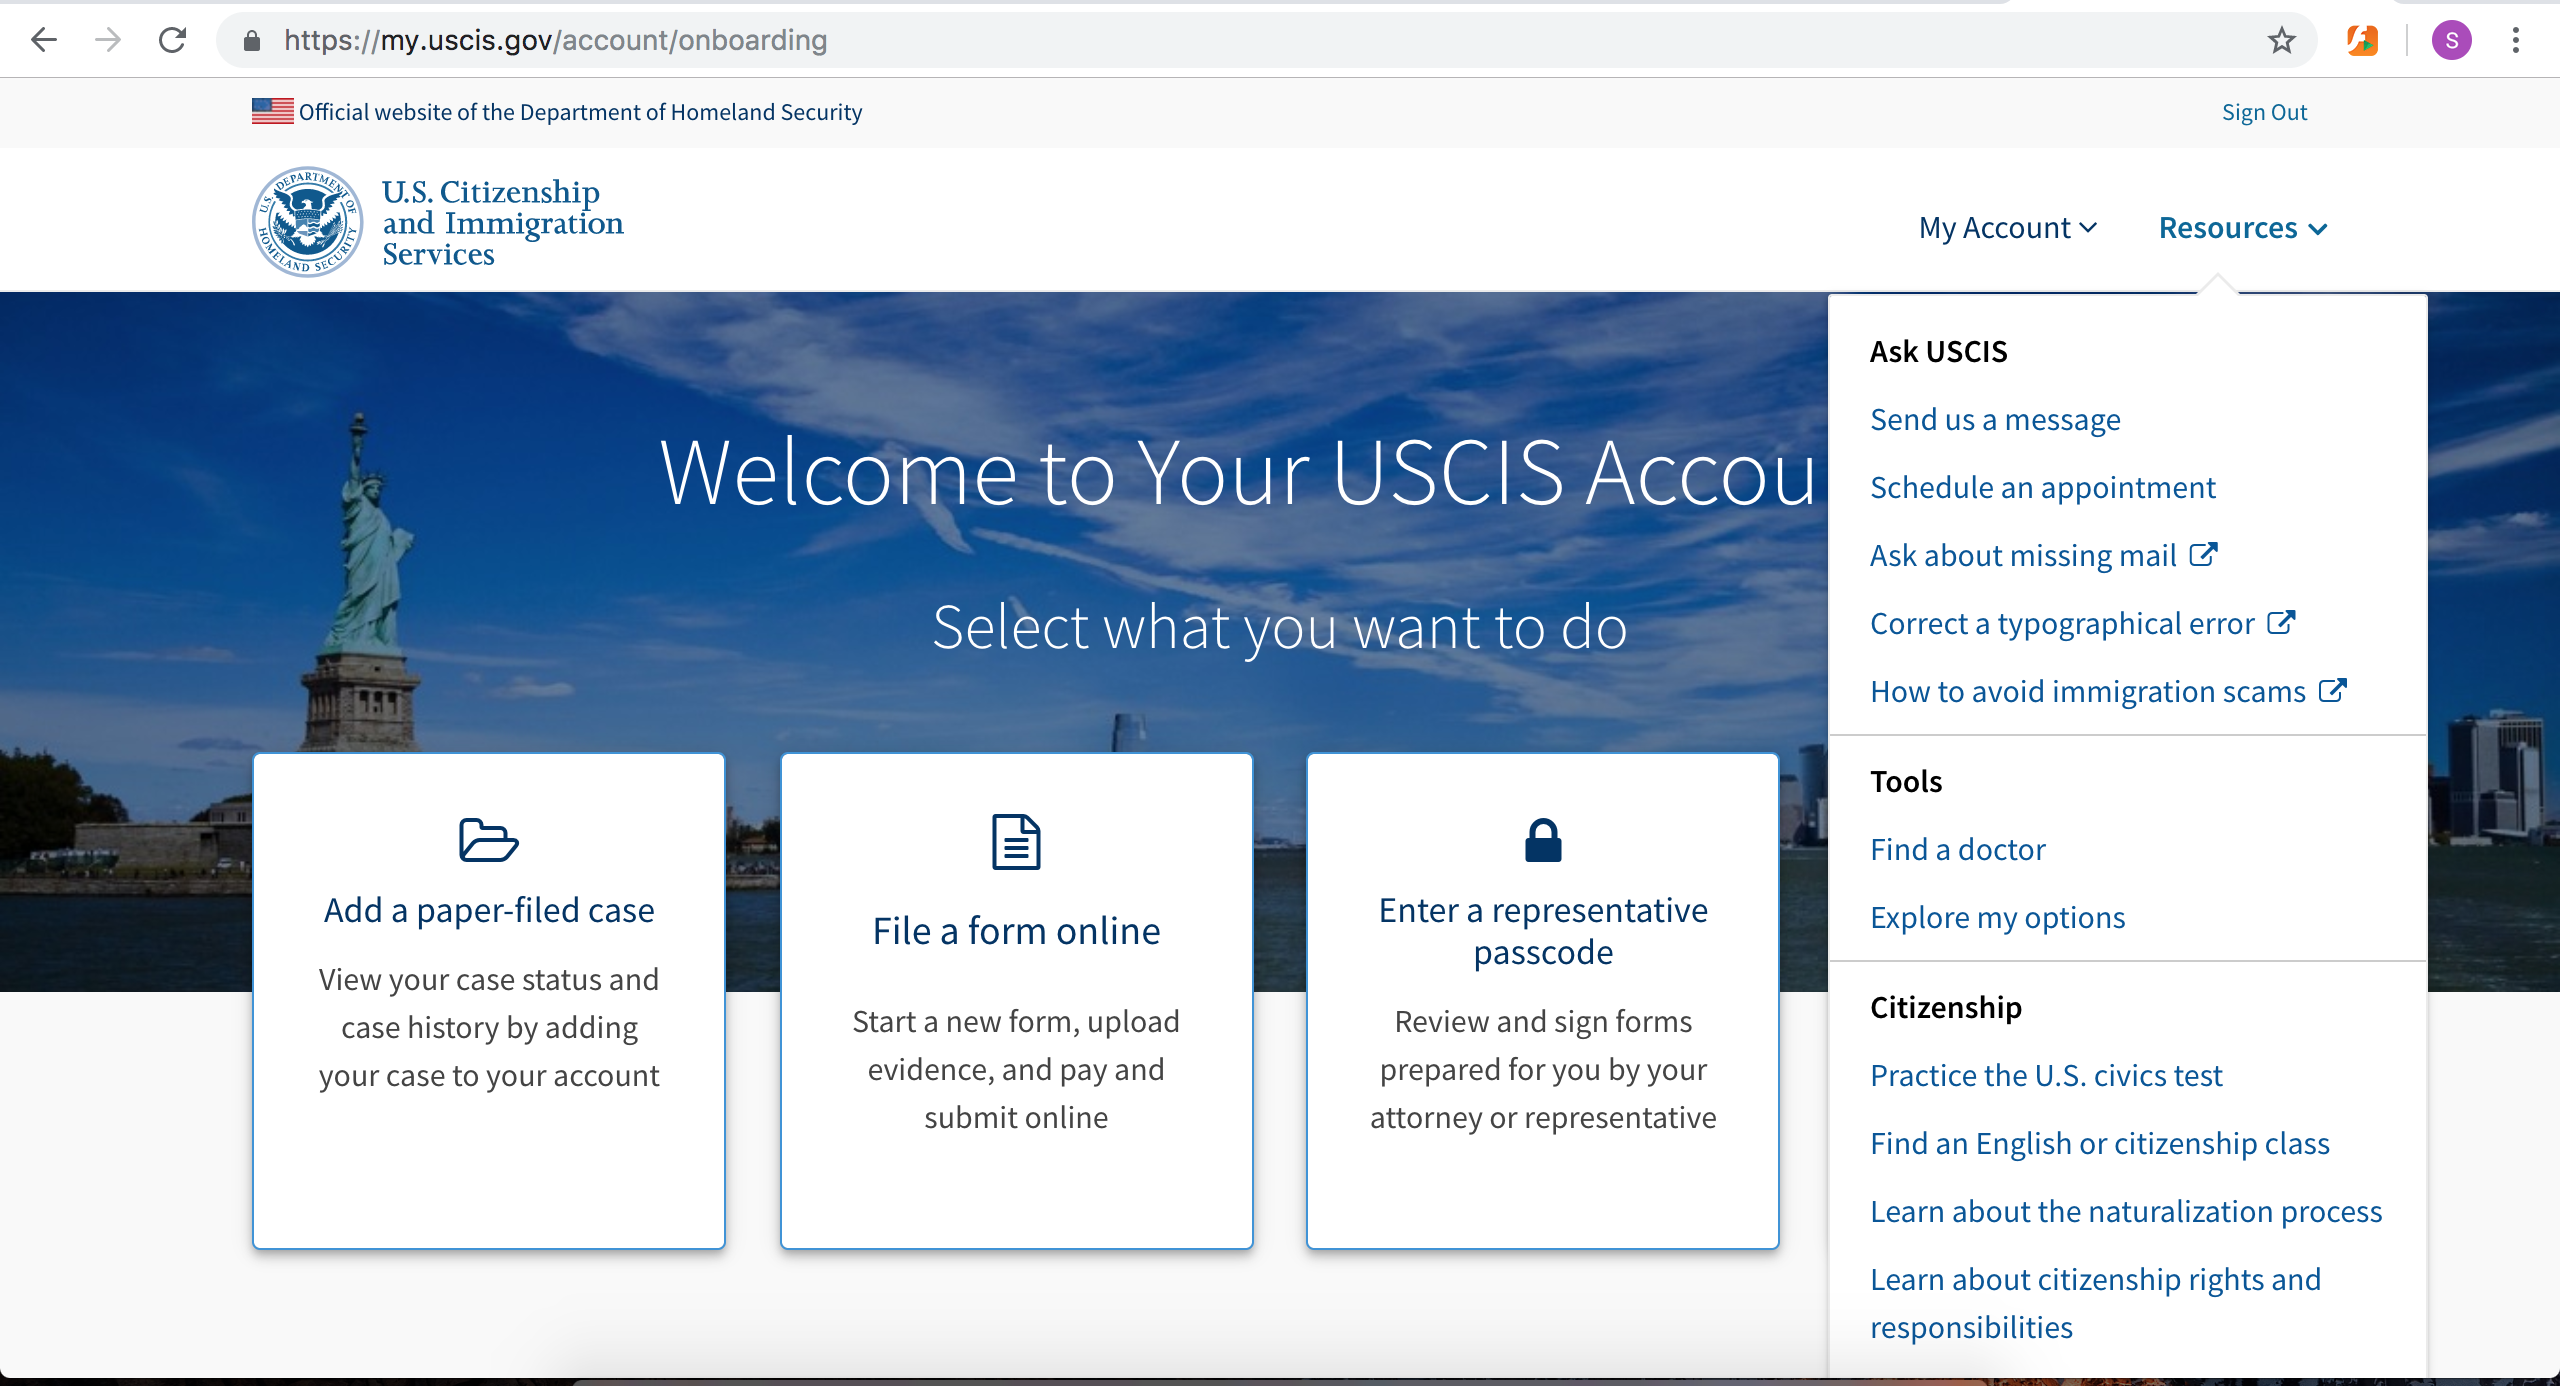 https://my.uscis.gov/account/onboarding
S
Official website of the Department of Homeland Security
Sign Out
U.S. DEPARTMENT OF HOMELAND SECURITY
U.S. Citizenship
and Immigration
Services
My Account
Resources
Welcome to Your USCIS Accou
Select what you want to do
Add a paper-filed case
View your case status and
case history by adding
your case to your account
File a form online
Start a new form, upload
evidence, and pay and
submit online
Enter a representative
passcode
Review and sign forms
prepared for you by your
attorney or representative
Ask USCIS
Send us a message
Schedule an appointment
Ask about missing mail
Correct a typographical error
How to avoid immigration scams
Tools
Find a doctor
Explore my options
Citizenship
Practice the U.S. civics test
Find an English or citizenship class
Learn about the naturalization process
Learn about citizenship rights and
responsibilities